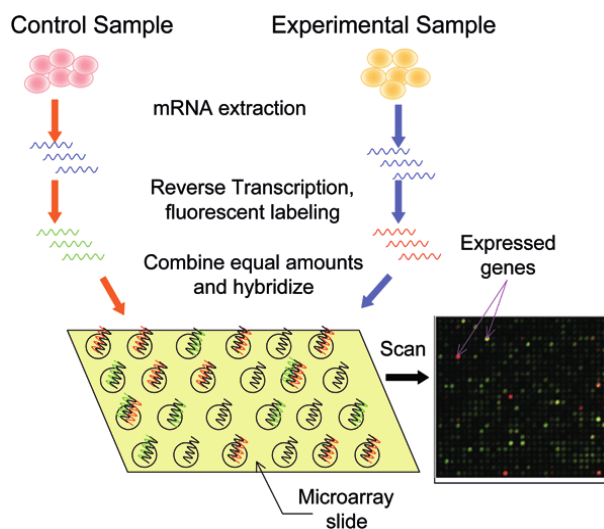 Control Sample
Experimental Sample
mRNA extraction
Reverse Transcription,
fluorescent labeling
Combine equal amounts
and hybridize
Expressed
genes
Scan
Microarray
slide